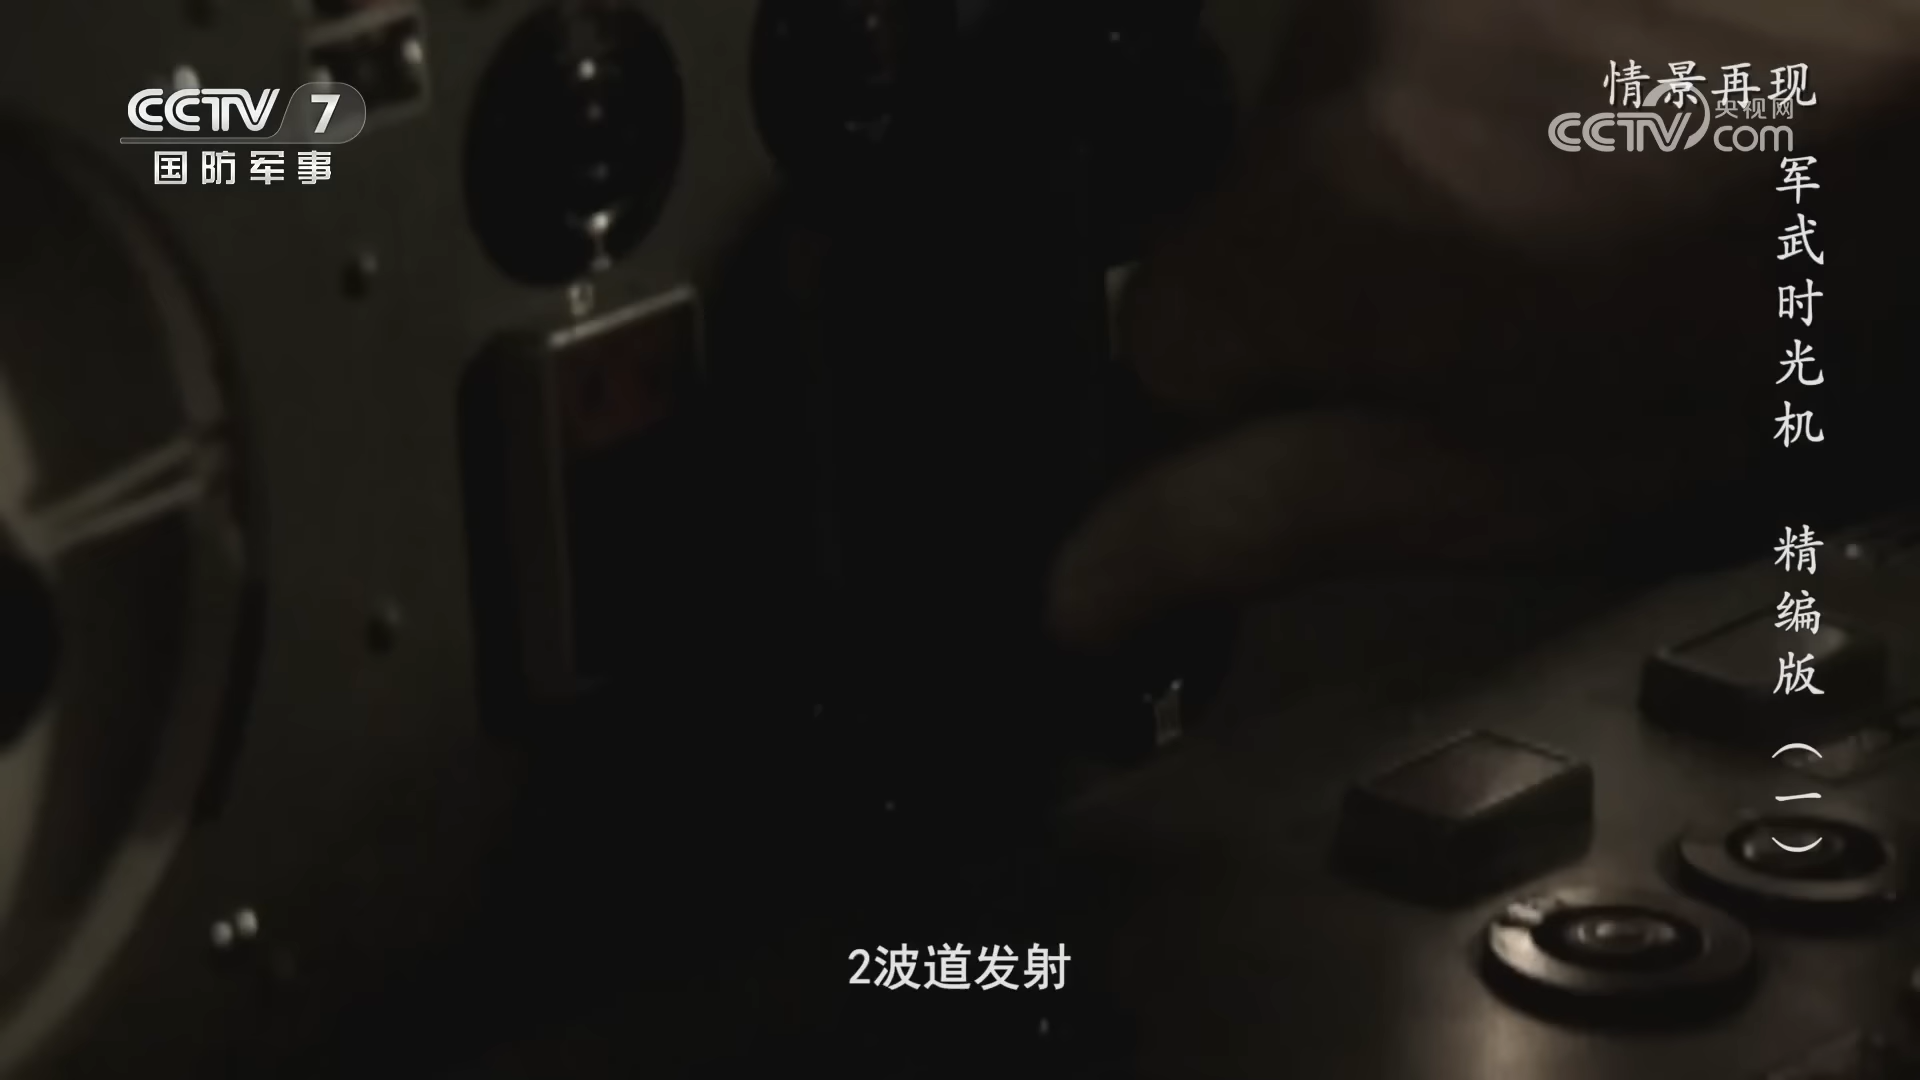 CCTV 7
国防军事
情景再现
央视网
CCTV.com
军武时光机 精编版（一）
2波道发射